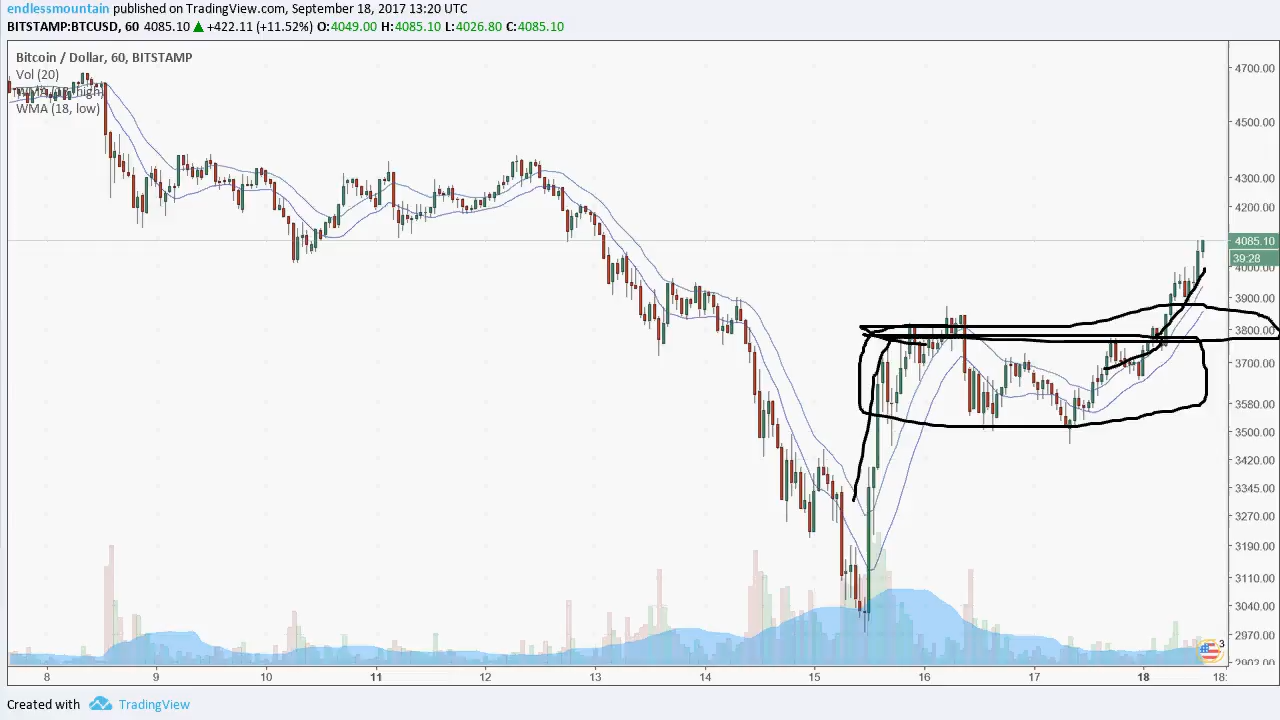 endlessmountain published on TradingView.com, September 18, 2017 13:20 UTC
BITSTAMP:BTCUSD, 60 4085.10 ▲ +422.11 (+11.52%) O:4049.00 H:4085.10 L:4026.80 C:4085.10
Bitcoin / Dollar, 60, BITSTAMP
Vol (20)
WMA (18, high)
WMA (18, low)
4700.00
4500.00
4300.00
4200.00
4085.10
39:28
4000.00
3900.00
3800.00
3700.00
3580.00
3500.00
3420.00
3345.00
3270.00
3190.00
3110.00
3040.00
2970.00
2902.00
3
8 9 10 11 12 13 14 15 16 17 18 18:
Created with TradingView